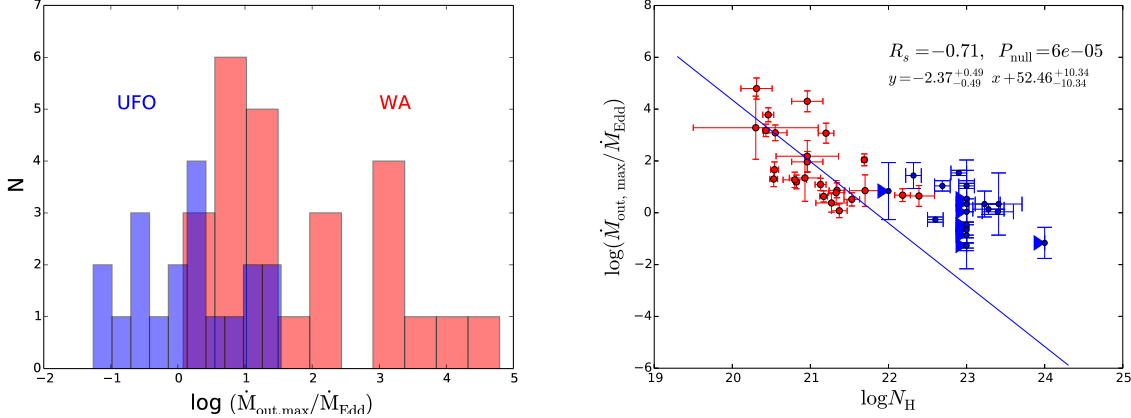 7
6
5
4
3
2
1
0
N
UFO
WA
−2 −1 0 1 2 3 4 5
log (Ṁout,max/ṀEdd)
8
6
4
2
0
−2
−4
−6
log(Ṁout, max/ṀEdd)
Rs=−0.71, Pnull=6e−05
y=−2.37+0.49−0.49 x+52.46+10.34−10.34
19 20 21 22 23 24 25
logNH